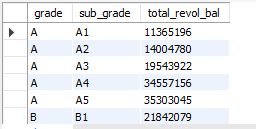 grade sub_grade total_revol_bal
A A1 11365196
A A2 14004780
A A3 19543922
A A4 34557156
A A5 35303045
B B1 21842079